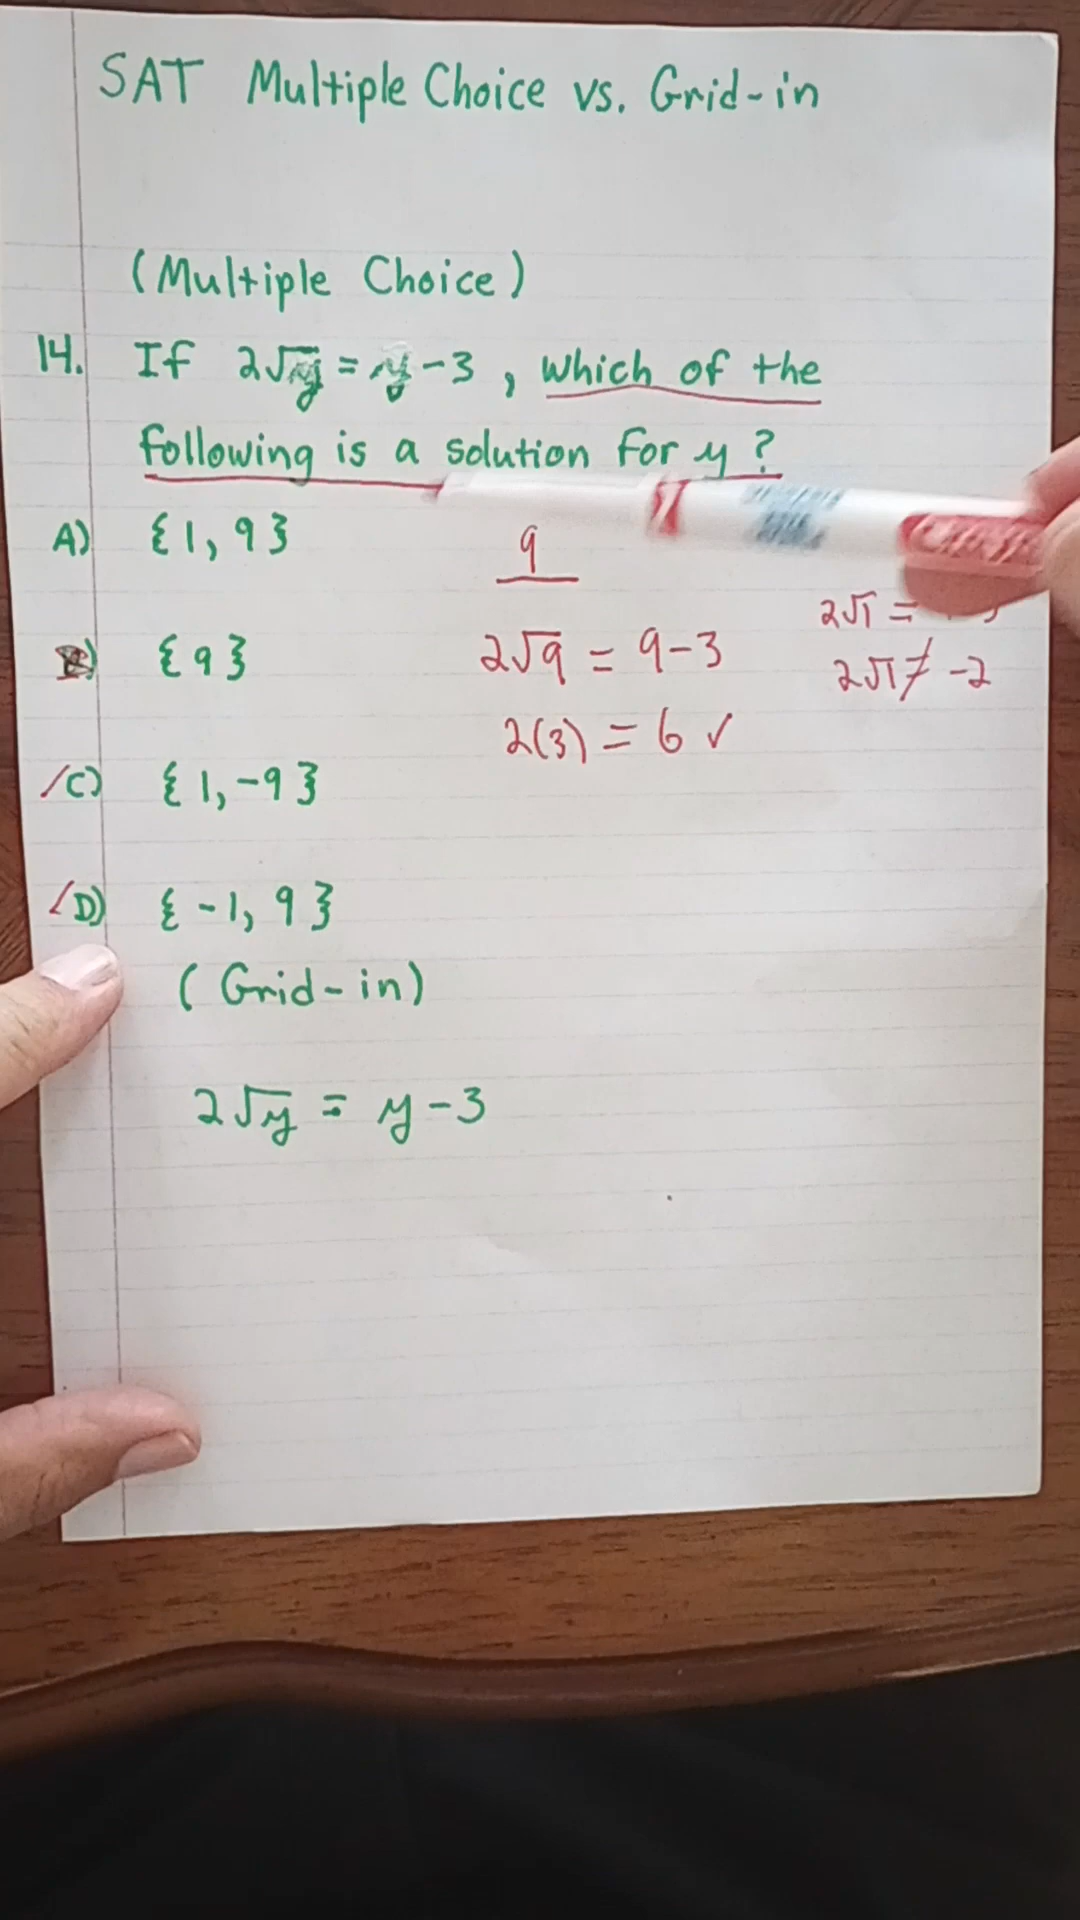 SAT Multiple Choice vs. Grid-in
(Multiple Choice)
14. If 2√y = y-3, which of the
following is a solution for y?
A) {1, 9}
{9}
C) {1, -9}
D) {-1, 9}
9
2√9 = 9-3
2(3) = 6 ✓
2√1 =
2√1 ≠ -2
(Grid-in)
2√y = y-3